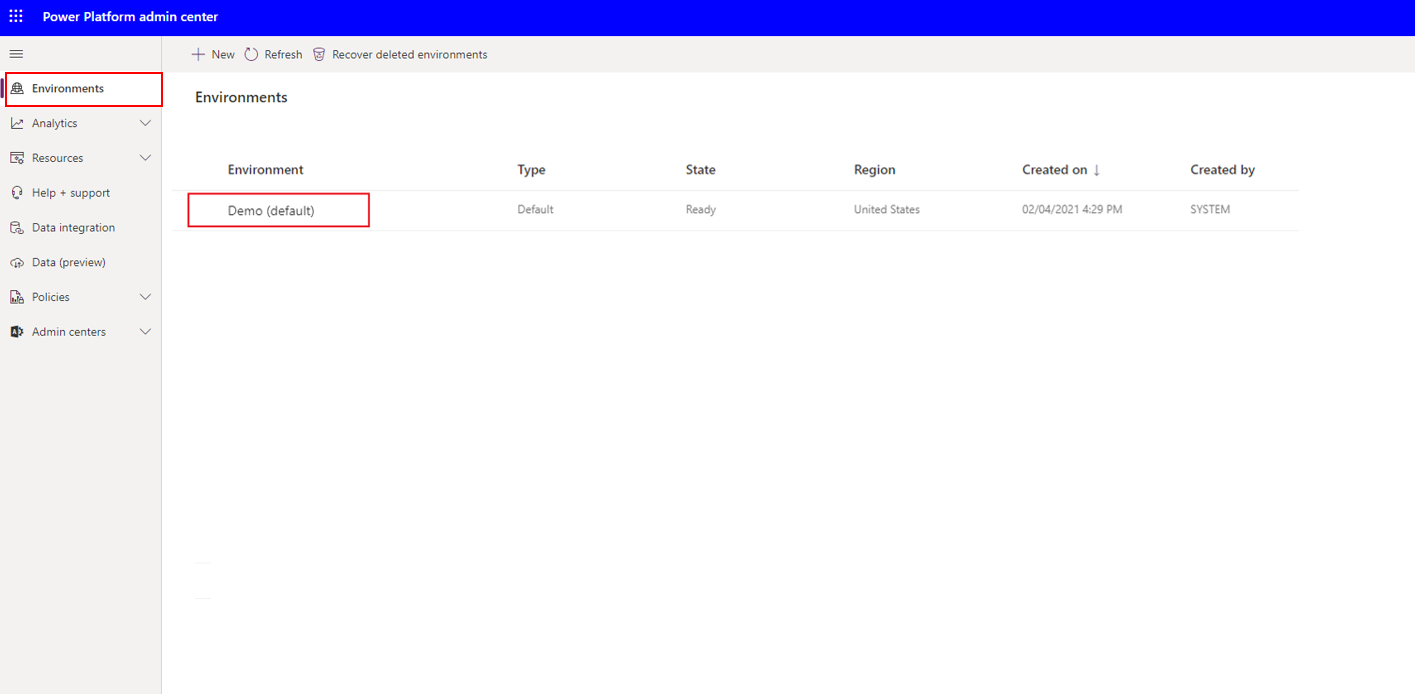 Power Platform admin center
New Refresh Recover deleted environments
Environments
Analytics
Resources
Help + support
Data integration
Data (preview)
Policies
Admin centers
Environments
Environment Type State Region Created on ↓ Created by
Demo (default) Default Ready United States 02/04/2021 4:29 PM SYSTEM